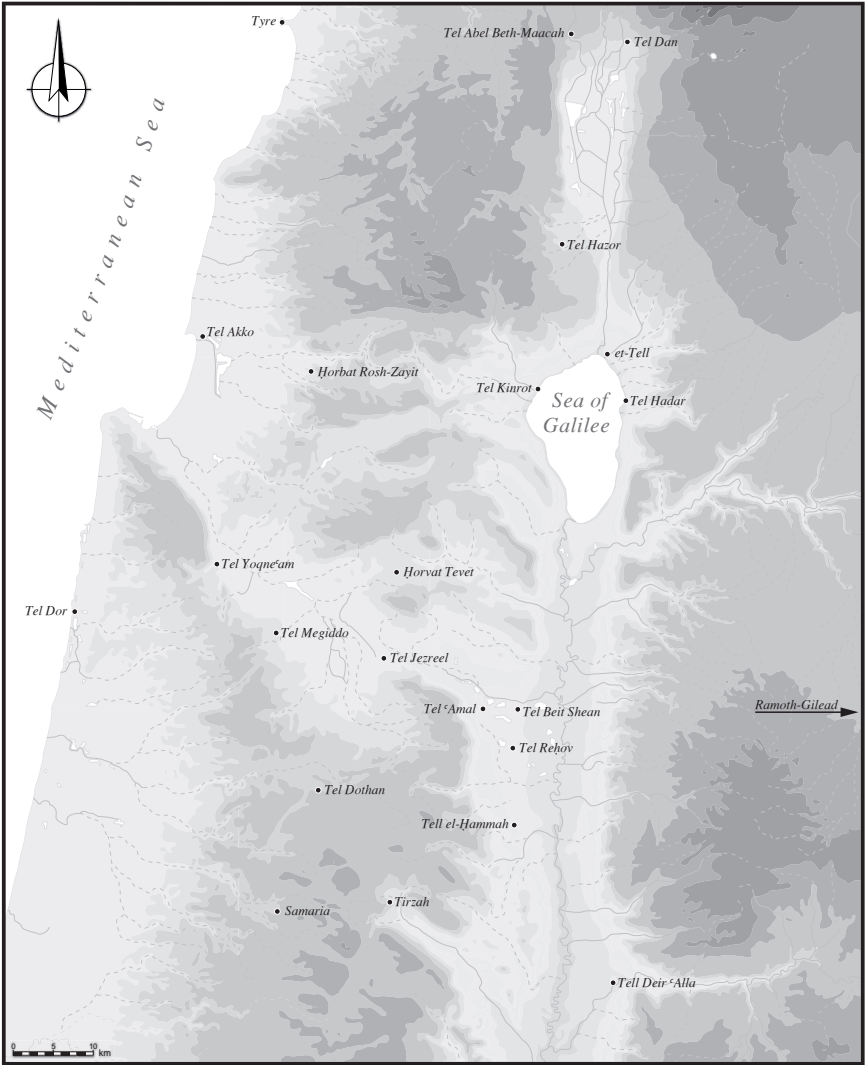 Tyre
Tel Abel Beth-Maacah
Tel Dan
Mediterranean Sea
Tel Hazor
Tel Akko
et-Tell
Ḥorbat Rosh-Zayit
Tel Kinrot
Sea of
Galilee
Tel Hadar
Tel Yoqneʿam
Ḥorvat Tevet
Tel Dor
Tel Megiddo
Tel Jezreel
Ramoth-Gilead
Tel ʿAmal
Tel Beit Shean
Tel Reḥov
Tel Dothan
Tell el-Ḥammah
Tirzah
Samaria
Tell Deir ʿAlla
0 5 10
km